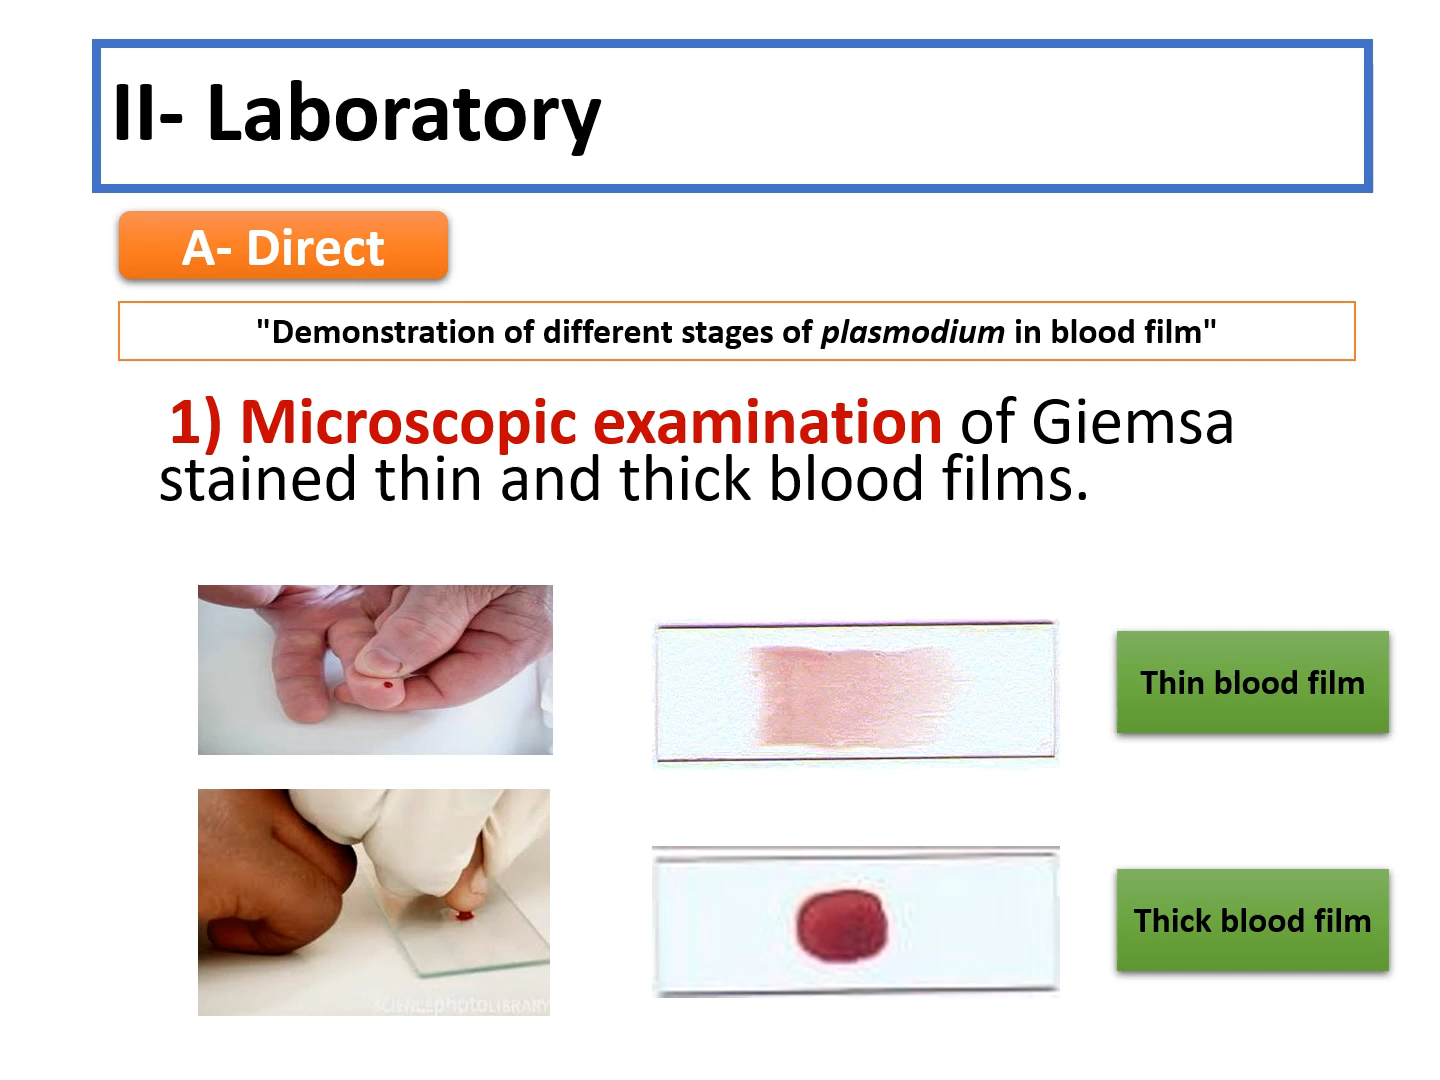 II- Laboratory
A- Direct
"Demonstration of different stages of plasmodium in blood film"
1) Microscopic examination of Giemsa
stained thin and thick blood films.
Thin blood film
Thick blood film
SCIENCEphotoLIBRARY